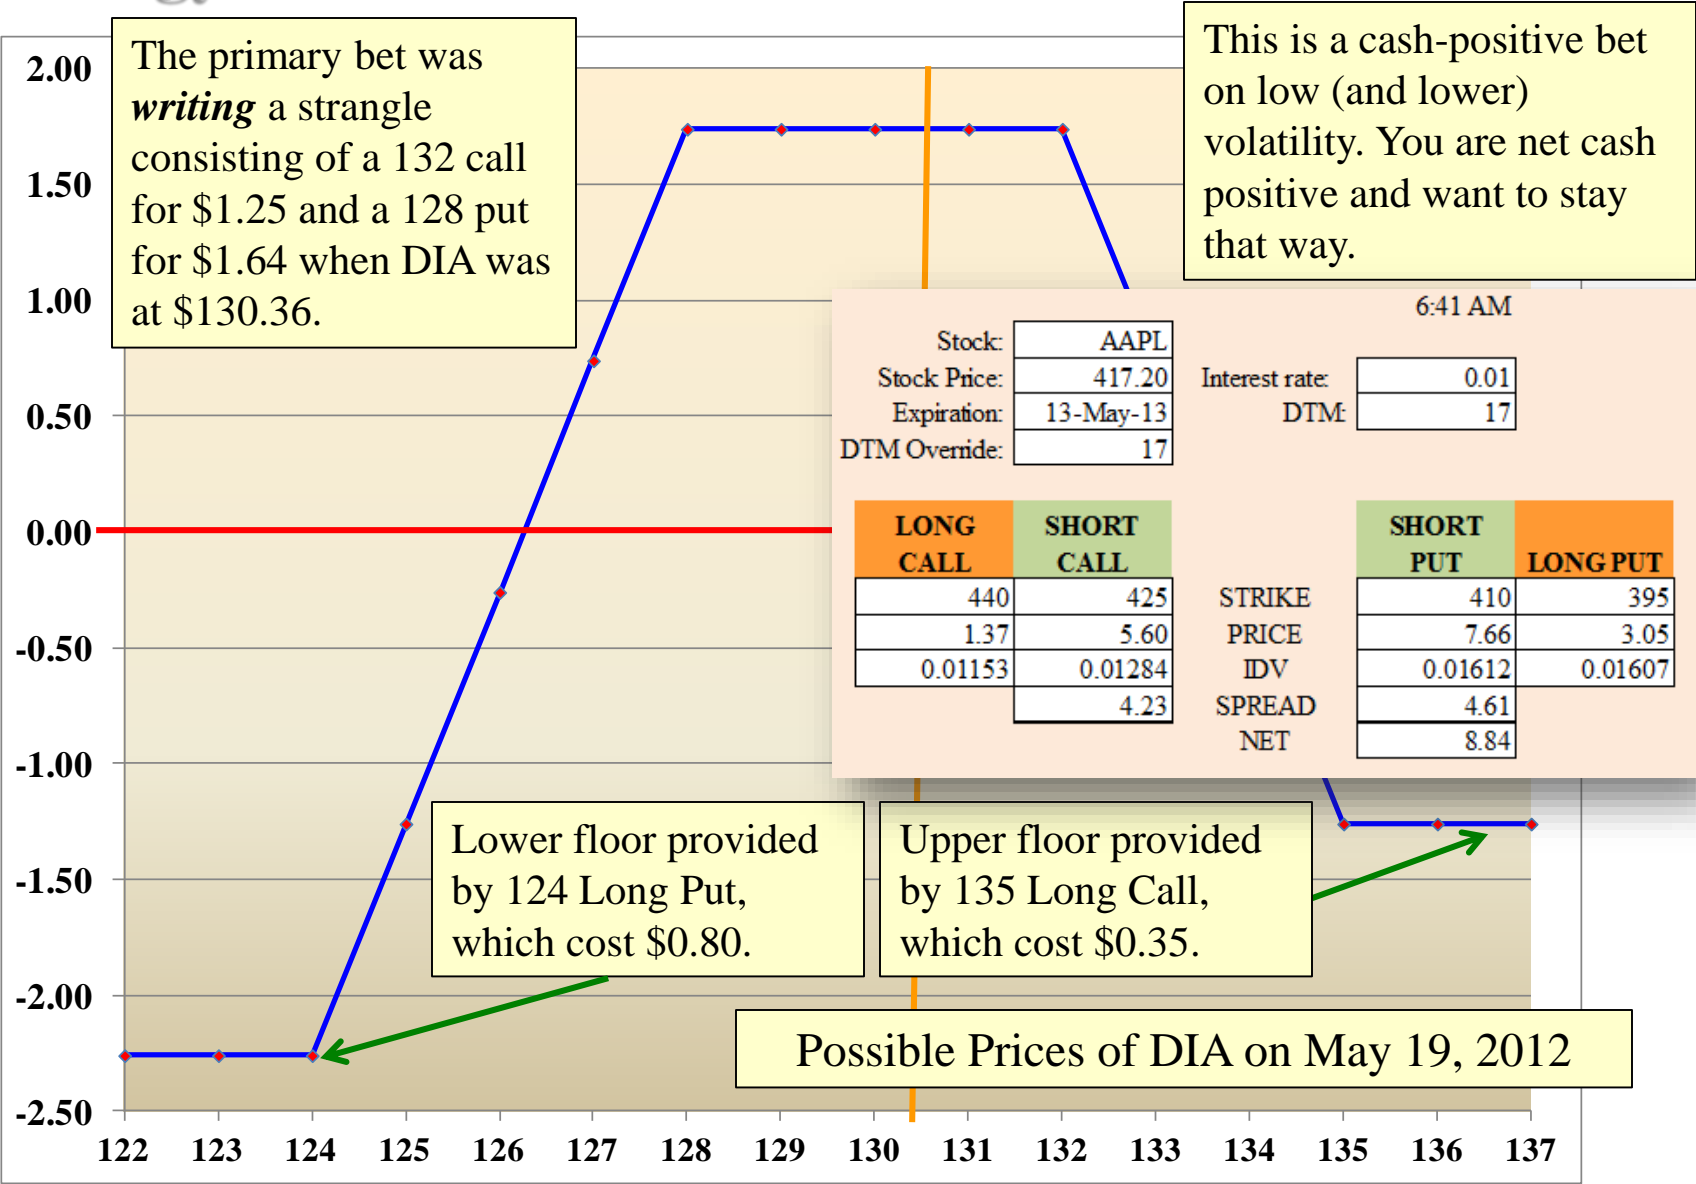 The primary bet was
writing a strangle
consisting of a 132 call
for $1.25 and a 128 put
for $1.64 when DIA was
at $130.36.
This is a cash-positive bet
on low (and lower)
volatility. You are net cash
positive and want to stay
that way.
2.00
1.50
1.00
0.50
0.00
-0.50
-1.00
-1.50
-2.00
-2.50
6:41 AM
Stock: AAPL
Stock Price: 417.20 Interest rate: 0.01
Expiration: 13-May-13 DTM: 17
DTM Override: 17
LONG CALL SHORT CALL SHORT PUT LONG PUT
440 425 STRIKE 410 395
1.37 5.60 PRICE 7.66 3.05
0.01153 0.01284 IDV 0.01612 0.01607
4.23 SPREAD 4.61
NET 8.84
Lower floor provided
by 124 Long Put,
which cost $0.80.
Upper floor provided
by 135 Long Call,
which cost $0.35.
Possible Prices of DIA on May 19, 2012
122 123 124 125 126 127 128 129 130 131 132 133 134 135 136 137